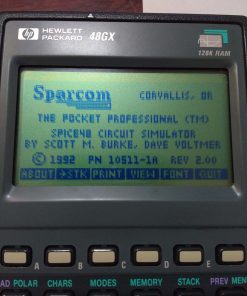 HEWLETT
PACKARD 48GX
128K RAM
Sparcom CORVALLIS, OR
THE POCKET PROFESSIONAL (TM)
SPICE48 CIRCUIT SIMULATOR
BY SCOTT M. BURKE, DAVE VOLTMER
© 1992 PN 10511-1A REV 2.00
ABOUT →STK PRINT VIEW FONT QUIT
A B C D E
POLAR CHARS MODES MEMORY STACK PREV MENU